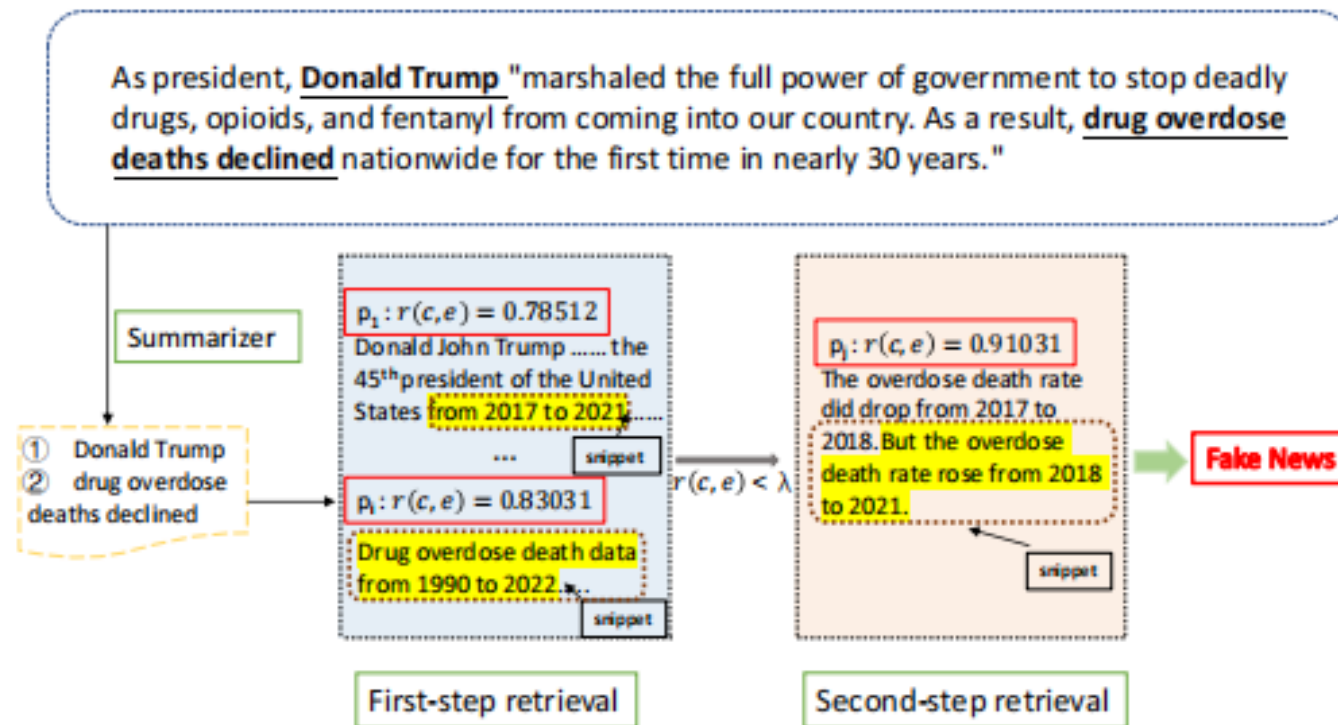 As president, Donald Trump "marshaled the full power of government to stop deadly
drugs, opioids, and fentanyl from coming into our country. As a result, drug overdose
deaths declined nationwide for the first time in nearly 30 years."
Summarizer
① Donald Trump
② drug overdose
deaths declined
p₁: r(c,e) = 0.78512
Donald John Trump ...... the
45th president of the United
States from 2017 to 2021......
...
snippet
pᵢ: r(c,e) = 0.83031
Drug overdose death data
from 1990 to 2022......
snippet
First-step retrieval
r(c,e) < λ
pⱼ: r(c,e) = 0.91031
The overdose death rate
did drop from 2017 to
2018. But the overdose
death rate rose from 2018
to 2021.
snippet
Second-step retrieval
Fake News